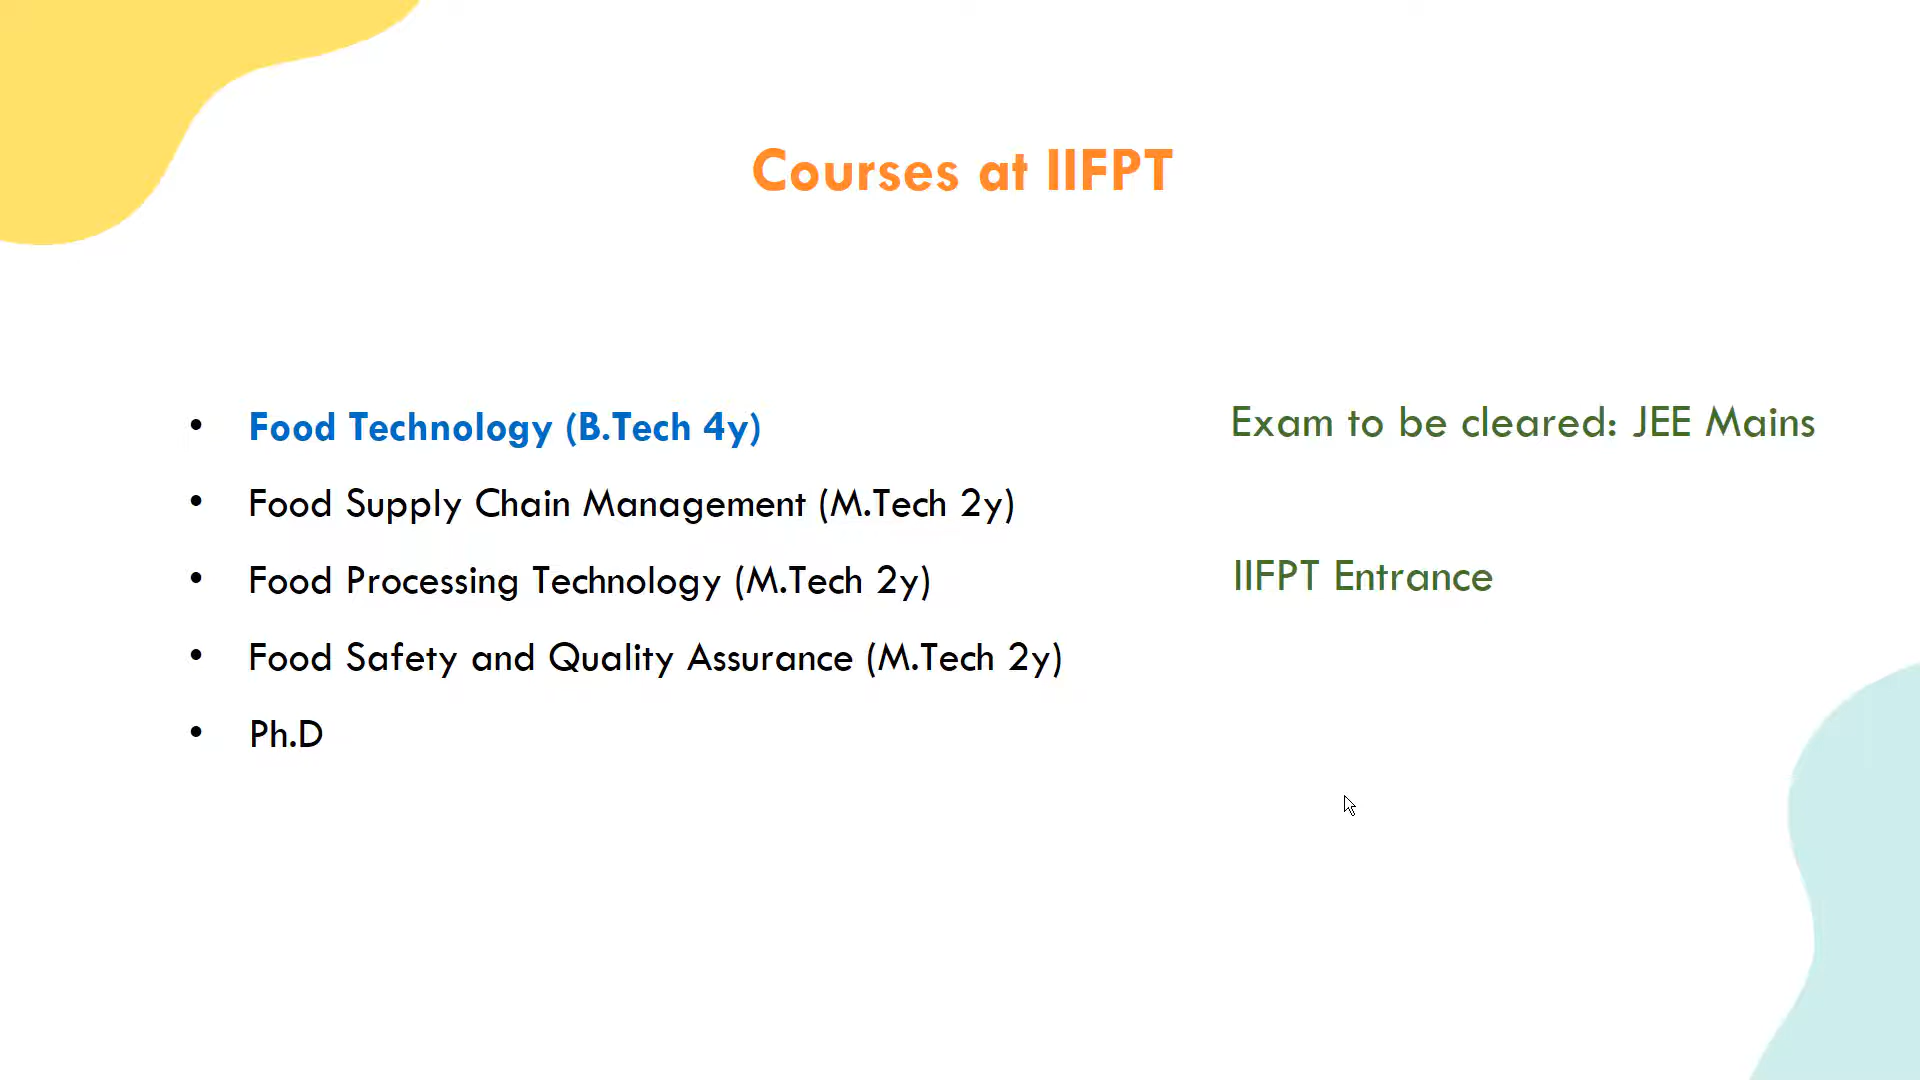 Courses at IIFPT
• Food Technology (B.Tech 4y)
Exam to be cleared: JEE Mains
• Food Supply Chain Management (M.Tech 2y)
• Food Processing Technology (M.Tech 2y)
IIFPT Entrance
• Food Safety and Quality Assurance (M.Tech 2y)
• Ph.D